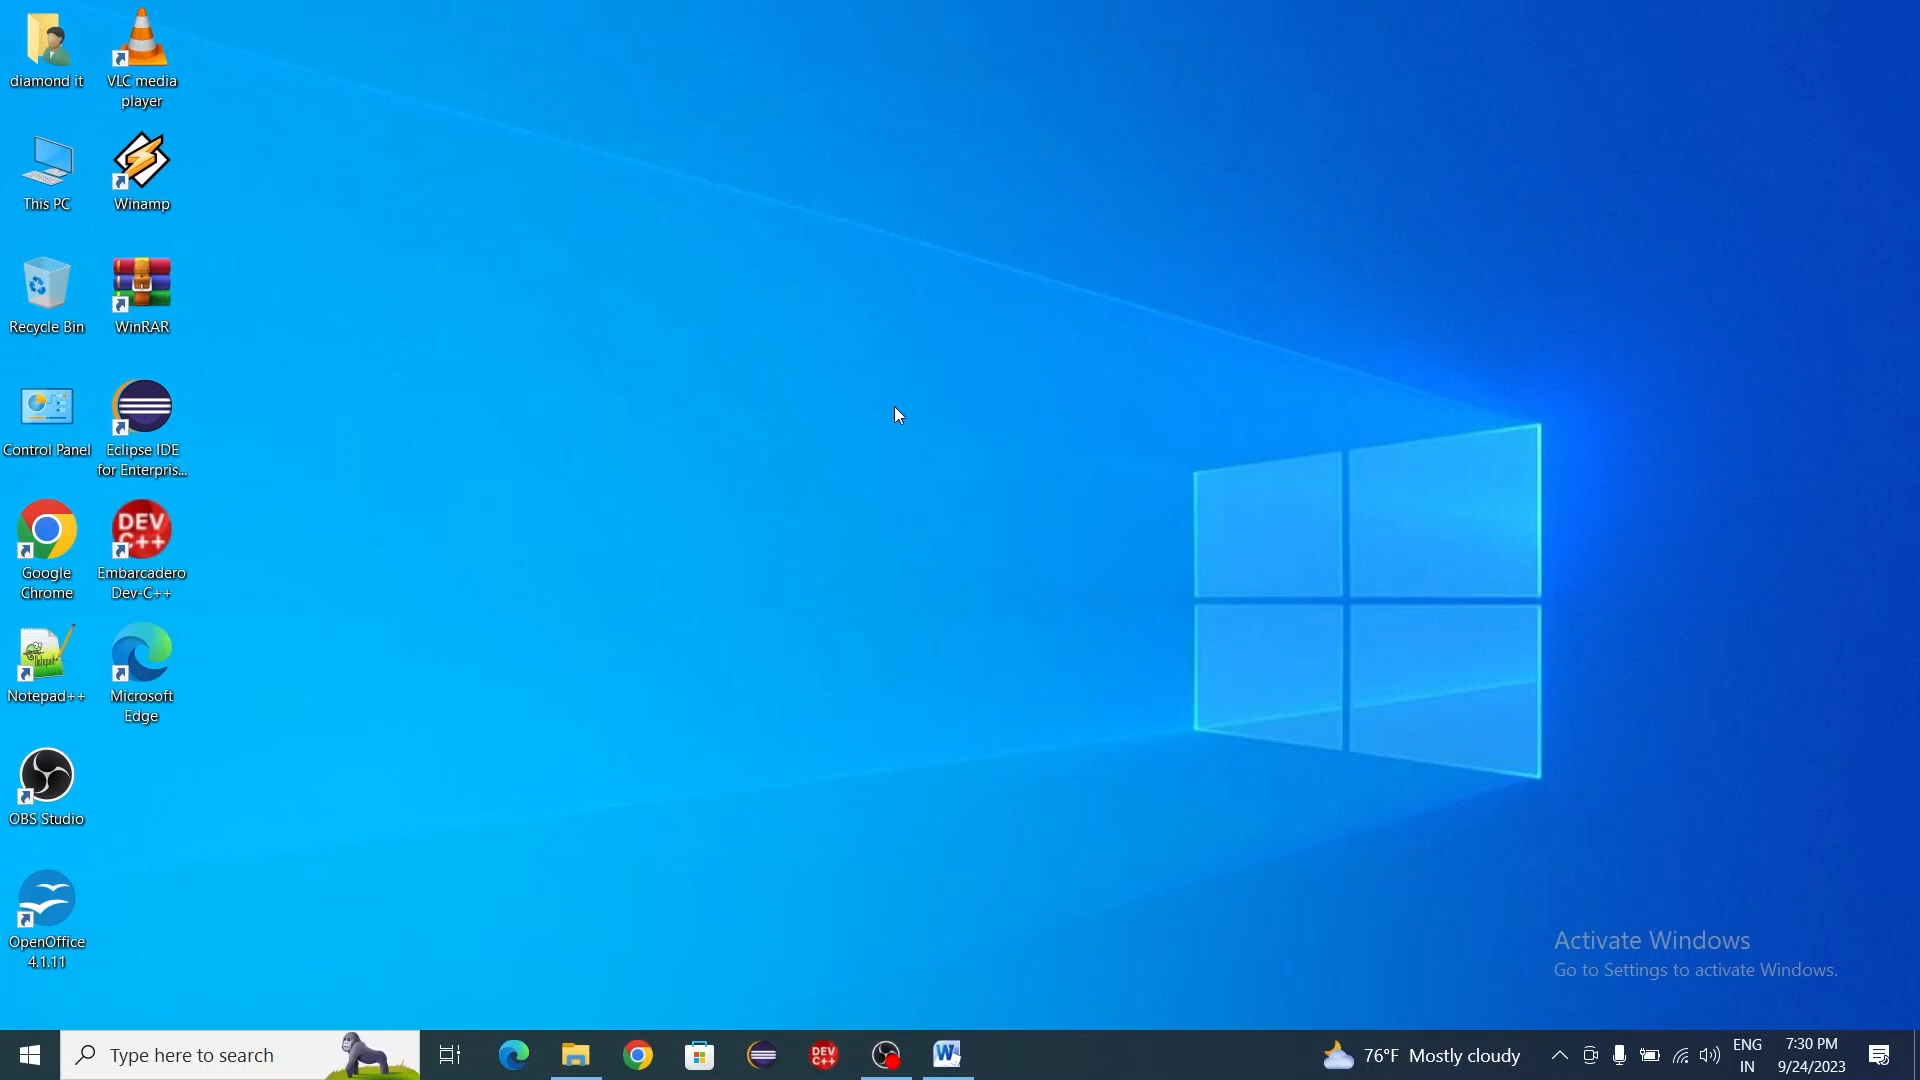 diamond it
VLC media
player
This PC
Winamp
Recycle Bin
WinRAR
Control Panel
Eclipse IDE
for Enterpris...
Google
Chrome
DEV
C++
Embarcadero
Dev-C++
Notepad++
Microsoft
Edge
OBS Studio
OpenOffice
4.1.11
Activate Windows
Go to Settings to activate Windows.
Type here to search
DEV
C++
W
76°F Mostly cloudy
ENG
IN
7:30 PM
9/24/2023